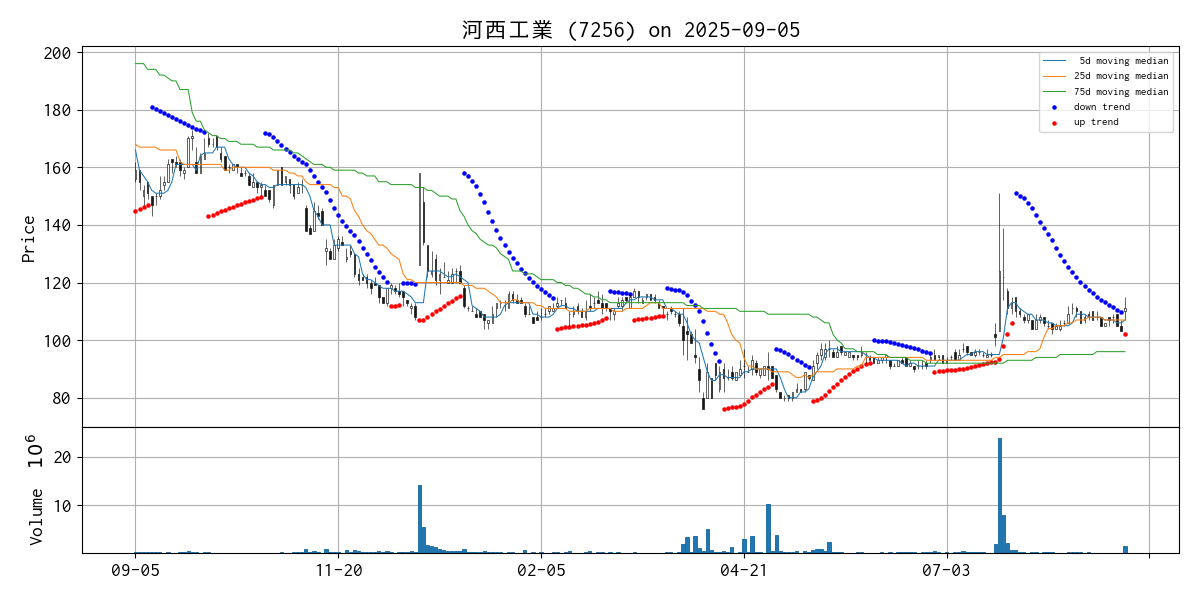 河西工業 (7256) on 2025-09-05
200
180
160
140
120
100
80
Price
5d moving median
25d moving median
75d moving median
down trend
up trend
20
10
Volume 10^6
09-05
11-20
02-05
04-21
07-03